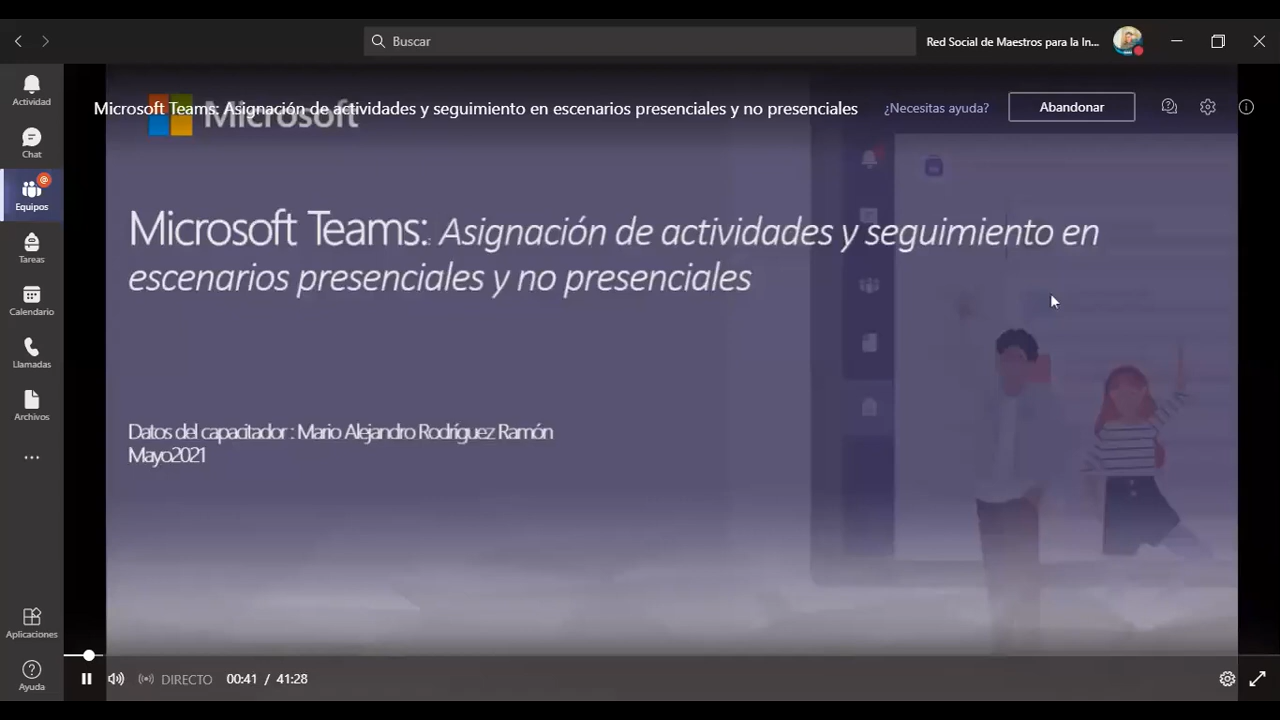 Buscar
Red Social de Maestros para la In...
Actividad
Chat
Equipos
Tareas
Calendario
Llamadas
Archivos
Aplicaciones
Ayuda
Microsoft Teams: Asignación de actividades y seguimiento en escenarios presenciales y no presenciales
¿Necesitas ayuda?
Abandonar
Microsoft
Microsoft Teams: Asignación de actividades y seguimiento en
escenarios presenciales y no presenciales
Datos del capacitador : Mario Alejandro Rodríguez Ramón
Mayo2021
DIRECTO
00:41 / 41:28